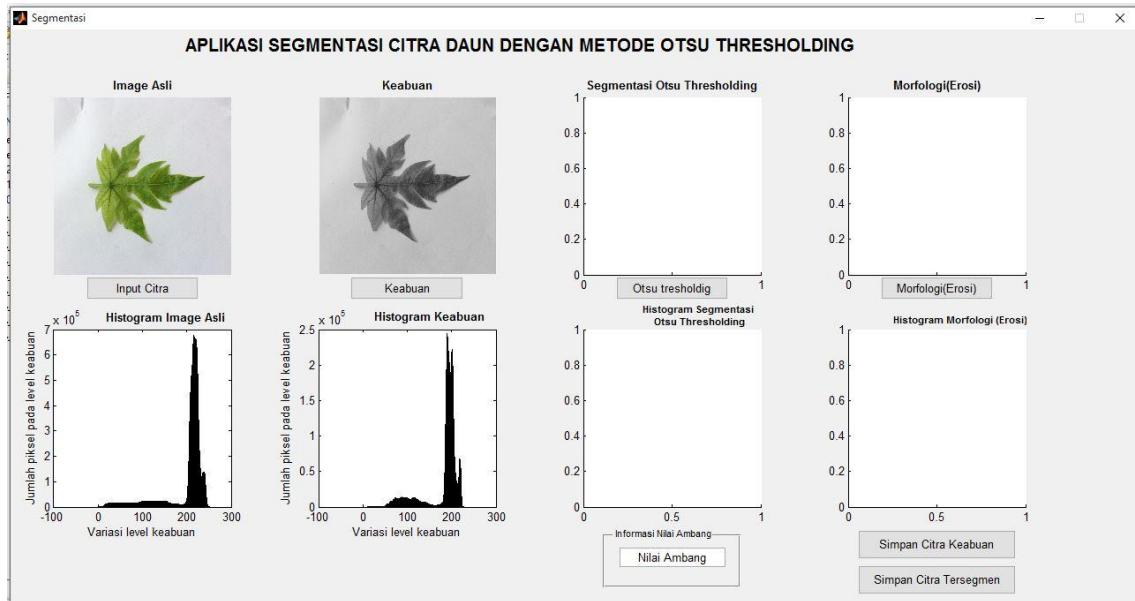 Segmentasi
APLIKASI SEGMENTASI CITRA DAUN DENGAN METODE OTSU THRESHOLDING
Image Asli
Keabuan
Segmentasi Otsu Thresholding
Morfologi(Erosi)
1
0.8
0.6
0.4
0.2
0
0 0.5 1
1
0.8
0.6
0.4
0.2
0
0 0.5 1
Input Citra
Keabuan
Otsu tresholdig
Morfologi(Erosi)
Histogram Image Asli
x 10^5
7
6
5
4
3
2
1
0
-100 0 100 200 300
Jumlah piksel pada level keabuan
Variasi level keabuan
Histogram Keabuan
x 10^5
2.5
2
1.5
1
0.5
0
-100 0 100 200 300
Jumlah piksel pada level keabuan
Variasi level keabuan
Histogram Segmentasi
Otsu Thresholding
1
0.8
0.6
0.4
0.2
0
0 0.5 1
Histogram Morfologi (Erosi)
1
0.8
0.6
0.4
0.2
0
0 0.5 1
Informasi Nilai Ambang
Nilai Ambang
Simpan Citra Keabuan
Simpan Citra Tersegmen